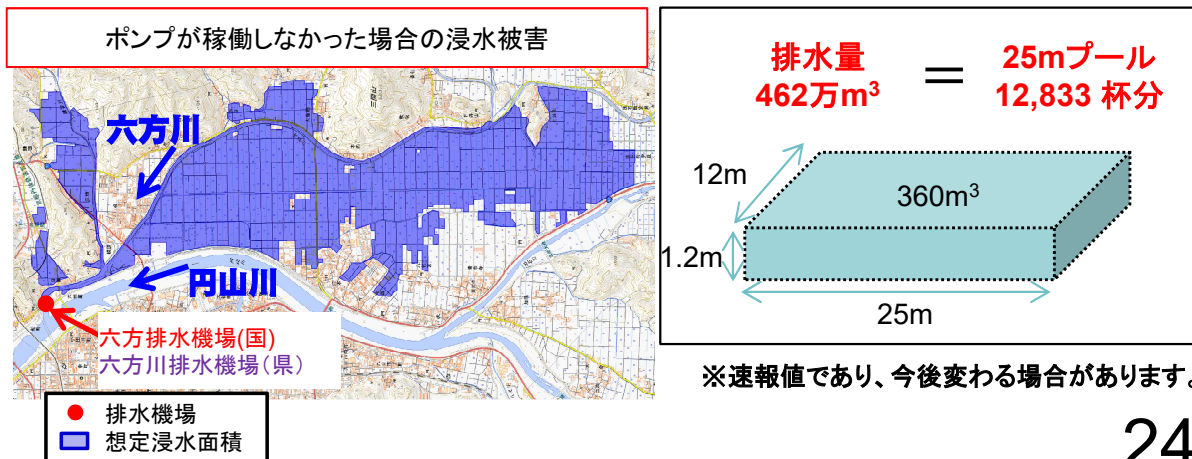 ポンプが稼働しなかった場合の浸水被害
六方川
円山川
六方排水機場(国)
六方川排水機場（県）
排水機場
想定浸水面積
排水量
462万m³
＝
25mプール
12,833 杯分
12m
360m³
1.2m
25m
※速報値であり、今後変わる場合があります。
24